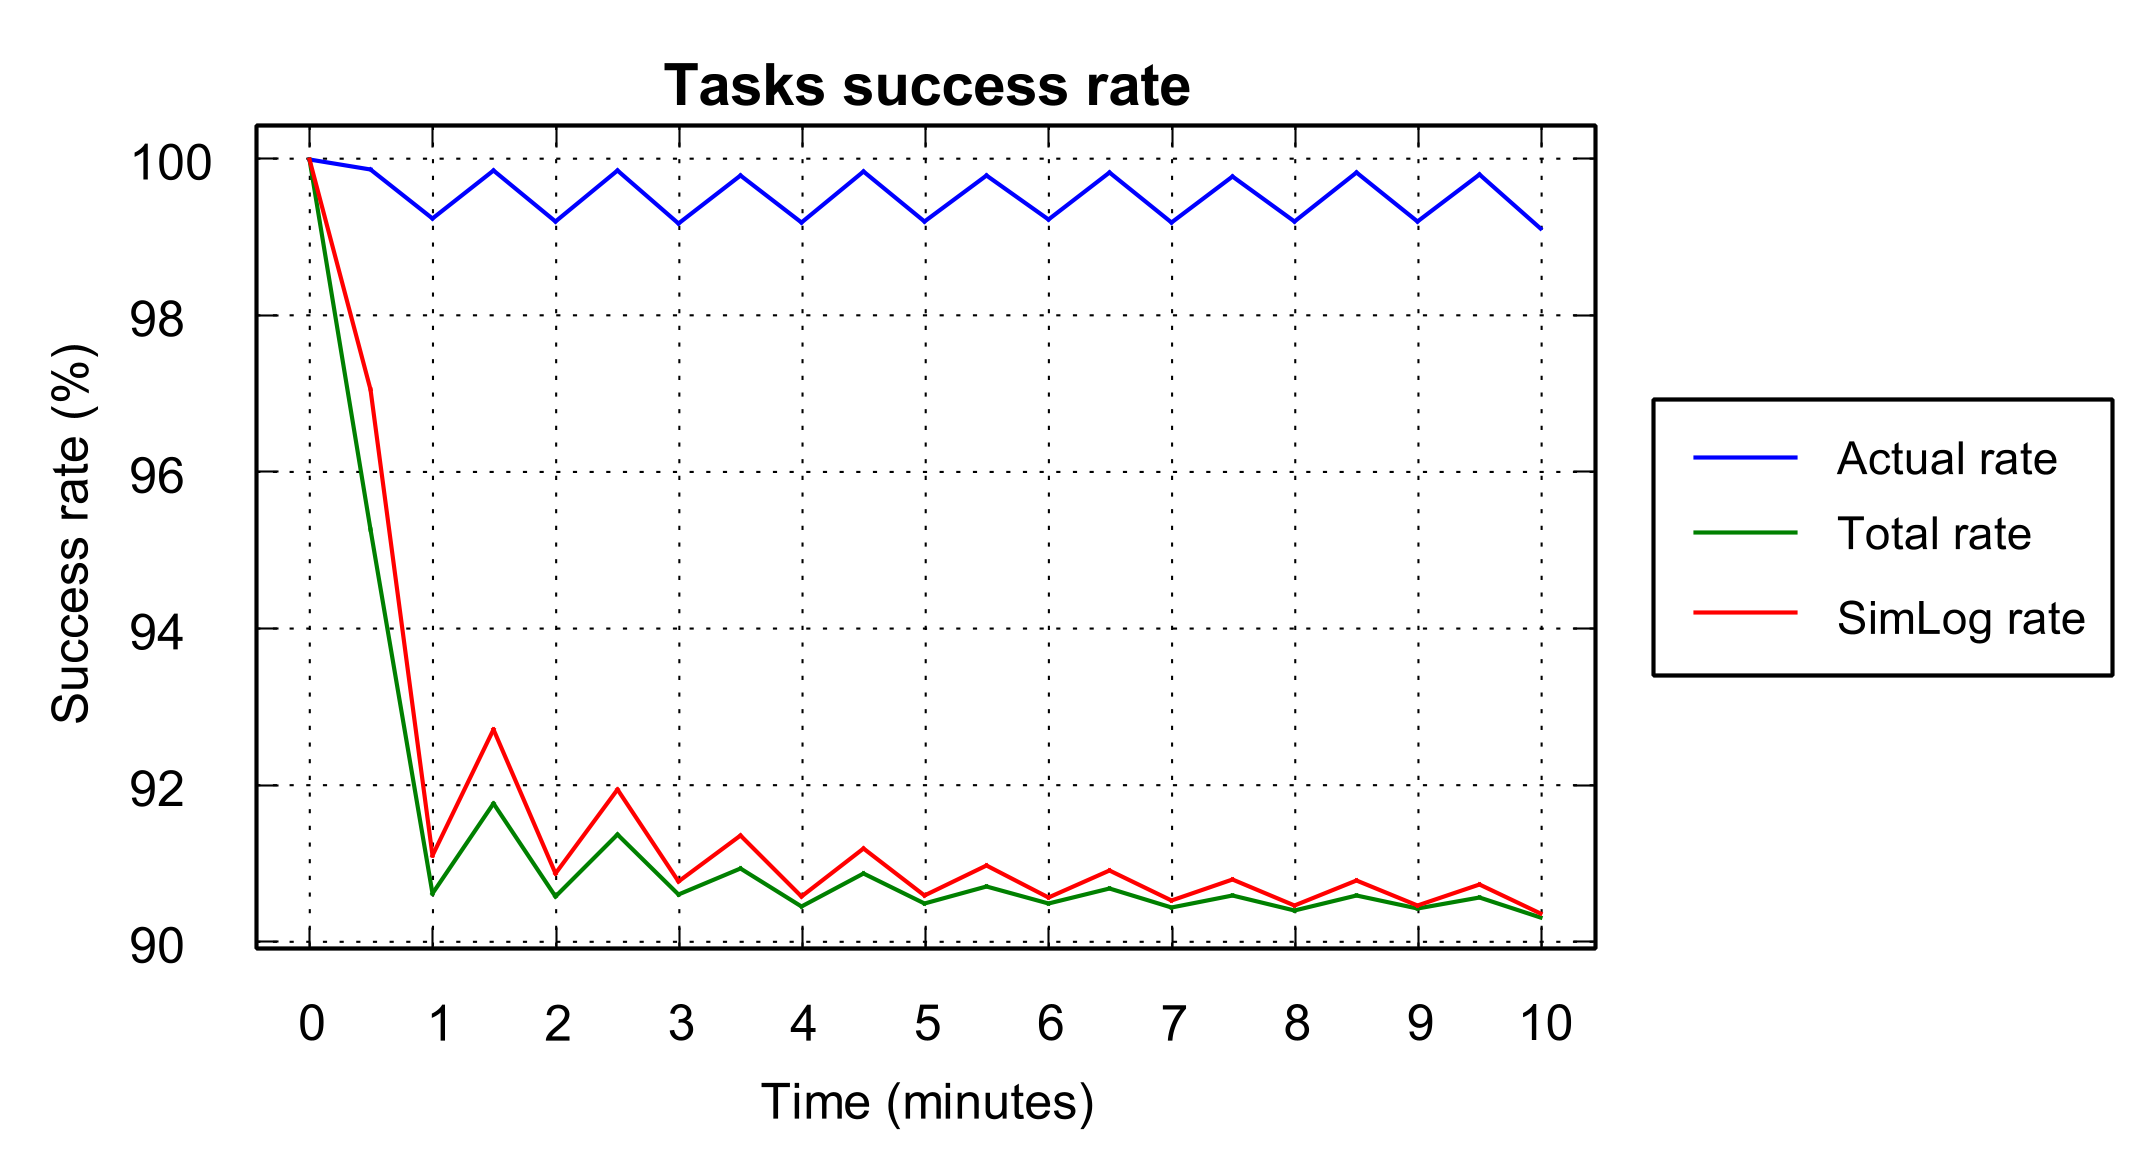 Tasks success rate
100
98
96
94
92
90
Success rate (%)
0 1 2 3 4 5 6 7 8 9 10
Time (minutes)
Actual rate
Total rate
SimLog rate